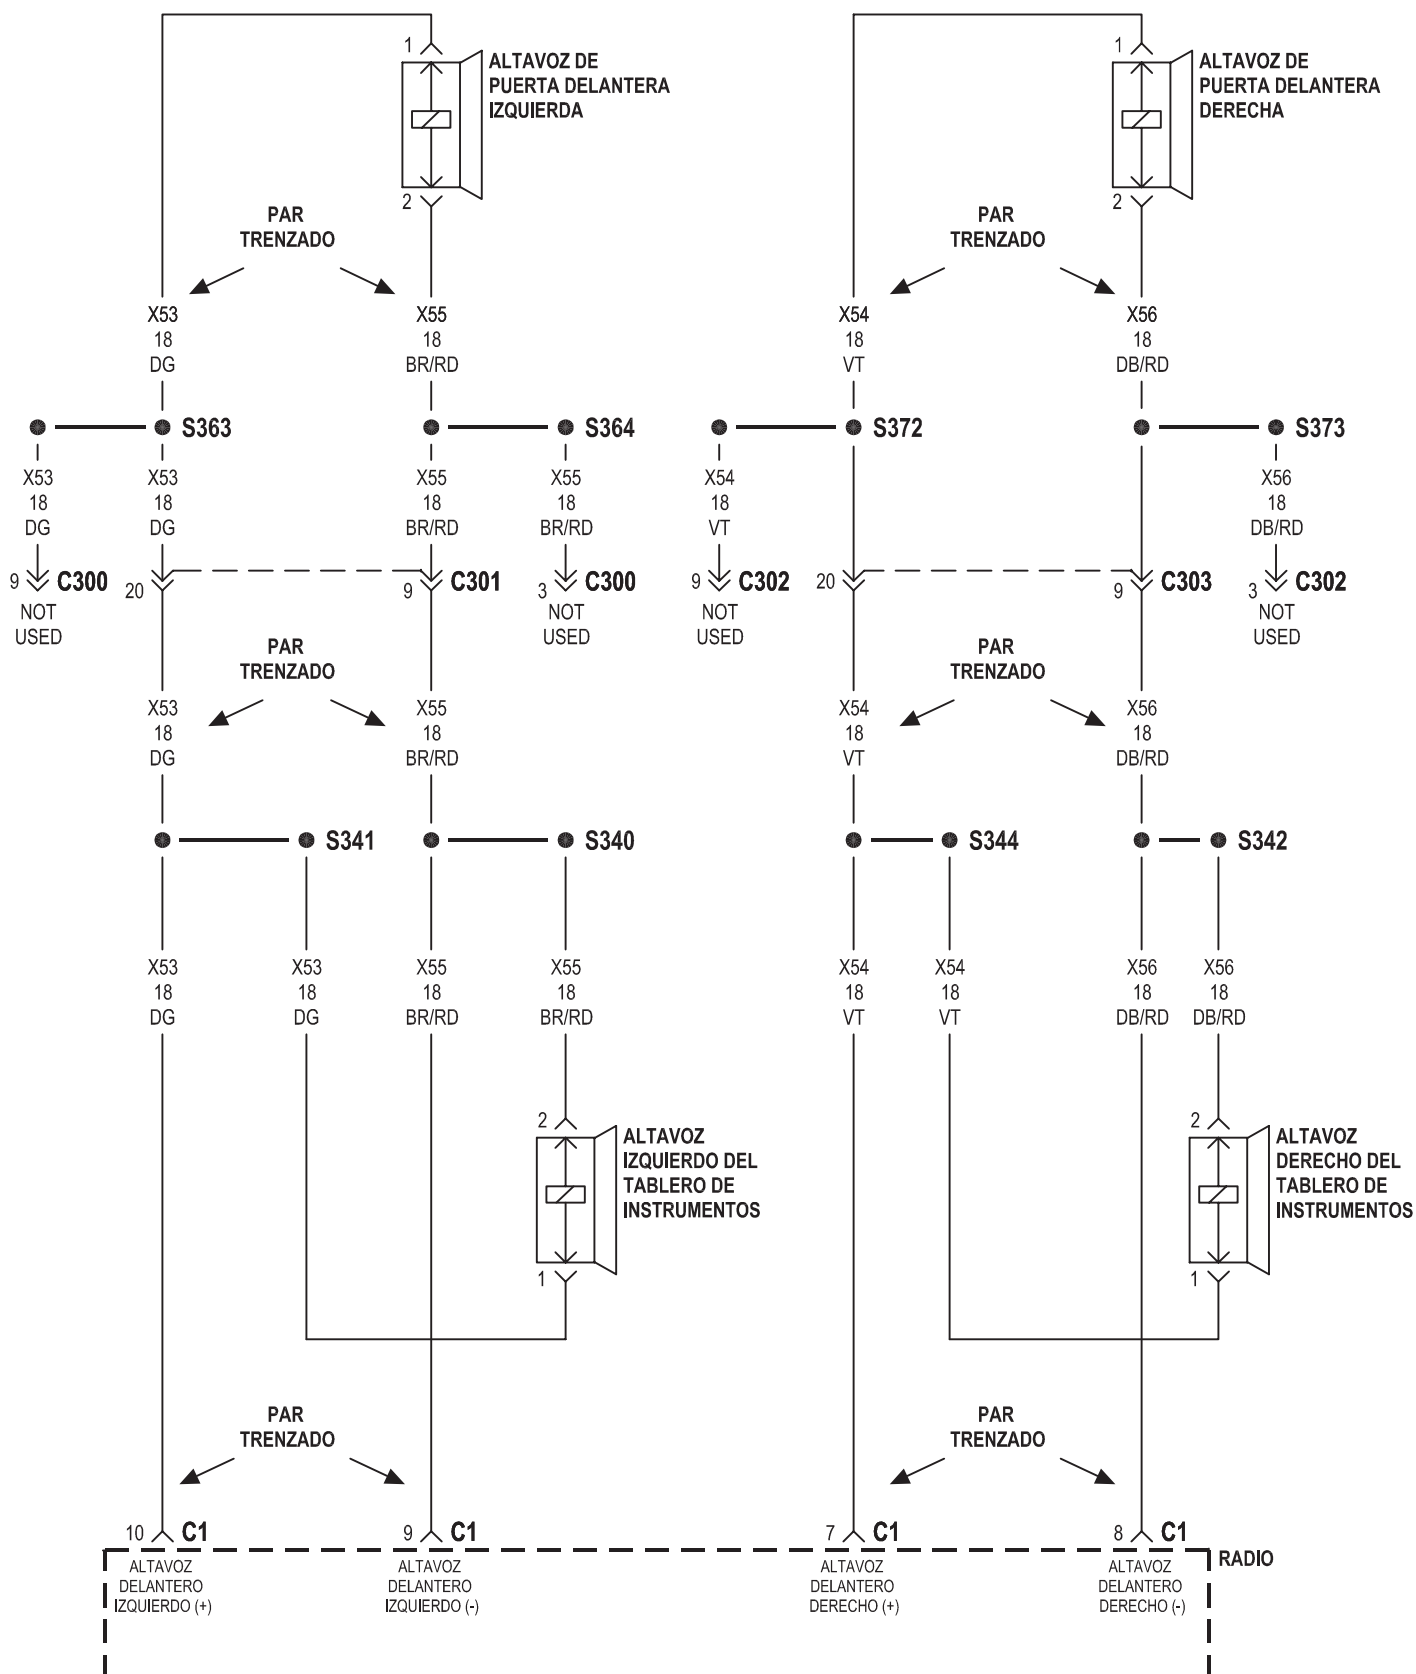 1
ALTAVOZ DE
PUERTA DELANTERA
IZQUIERDA
2
1
ALTAVOZ DE
PUERTA DELANTERA
DERECHA
2
PAR
TRENZADO
PAR
TRENZADO
X53
18
DG
X55
18
BR/RD
X54
18
VT
X56
18
DB/RD
S363
S364
S372
S373
X53
18
DG
X53
18
DG
X55
18
BR/RD
X55
18
BR/RD
X54
18
VT
X56
18
DB/RD
9 C300
NOT
USED
20
9 C301
3 C300
NOT
USED
9 C302
NOT
USED
20
9 C303
3 C302
NOT
USED
PAR
TRENZADO
PAR
TRENZADO
X53
18
DG
X55
18
BR/RD
X54
18
VT
X56
18
DB/RD
S341
S340
S344
S342
X53
18
DG
X53
18
DG
X55
18
BR/RD
X55
18
BR/RD
X54
18
VT
X54
18
VT
X56
18
DB/RD
X56
18
DB/RD
2
ALTAVOZ
IZQUIERDO DEL
TABLERO DE
INSTRUMENTOS
1
2
ALTAVOZ
DERECHO DEL
TABLERO DE
INSTRUMENTOS
1
PAR
TRENZADO
PAR
TRENZADO
10 C1
9 C1
7 C1
8 C1
RADIO
ALTAVOZ
DELANTERO
IZQUIERDO (+)
ALTAVOZ
DELANTERO
IZQUIERDO (-)
ALTAVOZ
DELANTERO
DERECHO (+)
ALTAVOZ
DELANTERO
DERECHO (-)